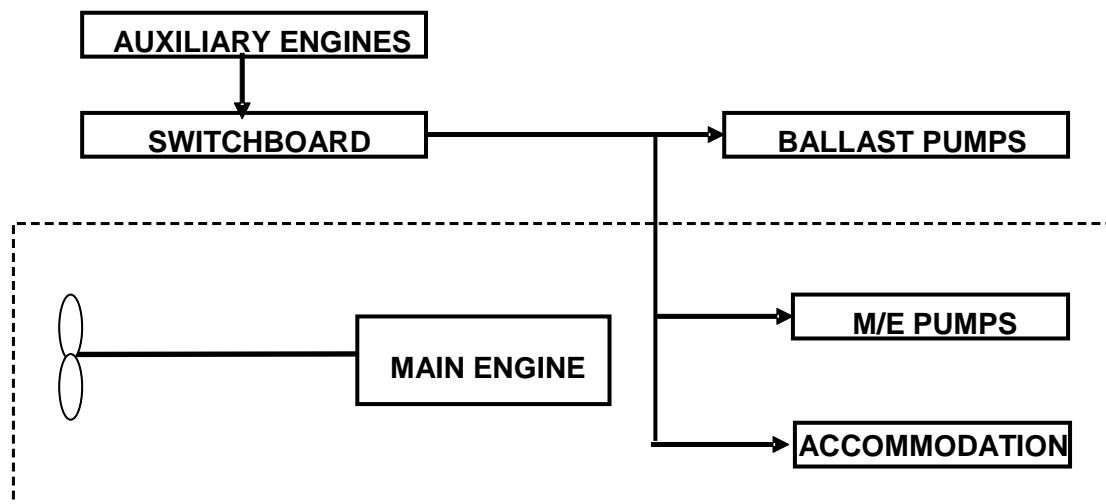 AUXILIARY ENGINES
SWITCHBOARD
BALLAST PUMPS
M/E PUMPS
MAIN ENGINE
ACCOMMODATION